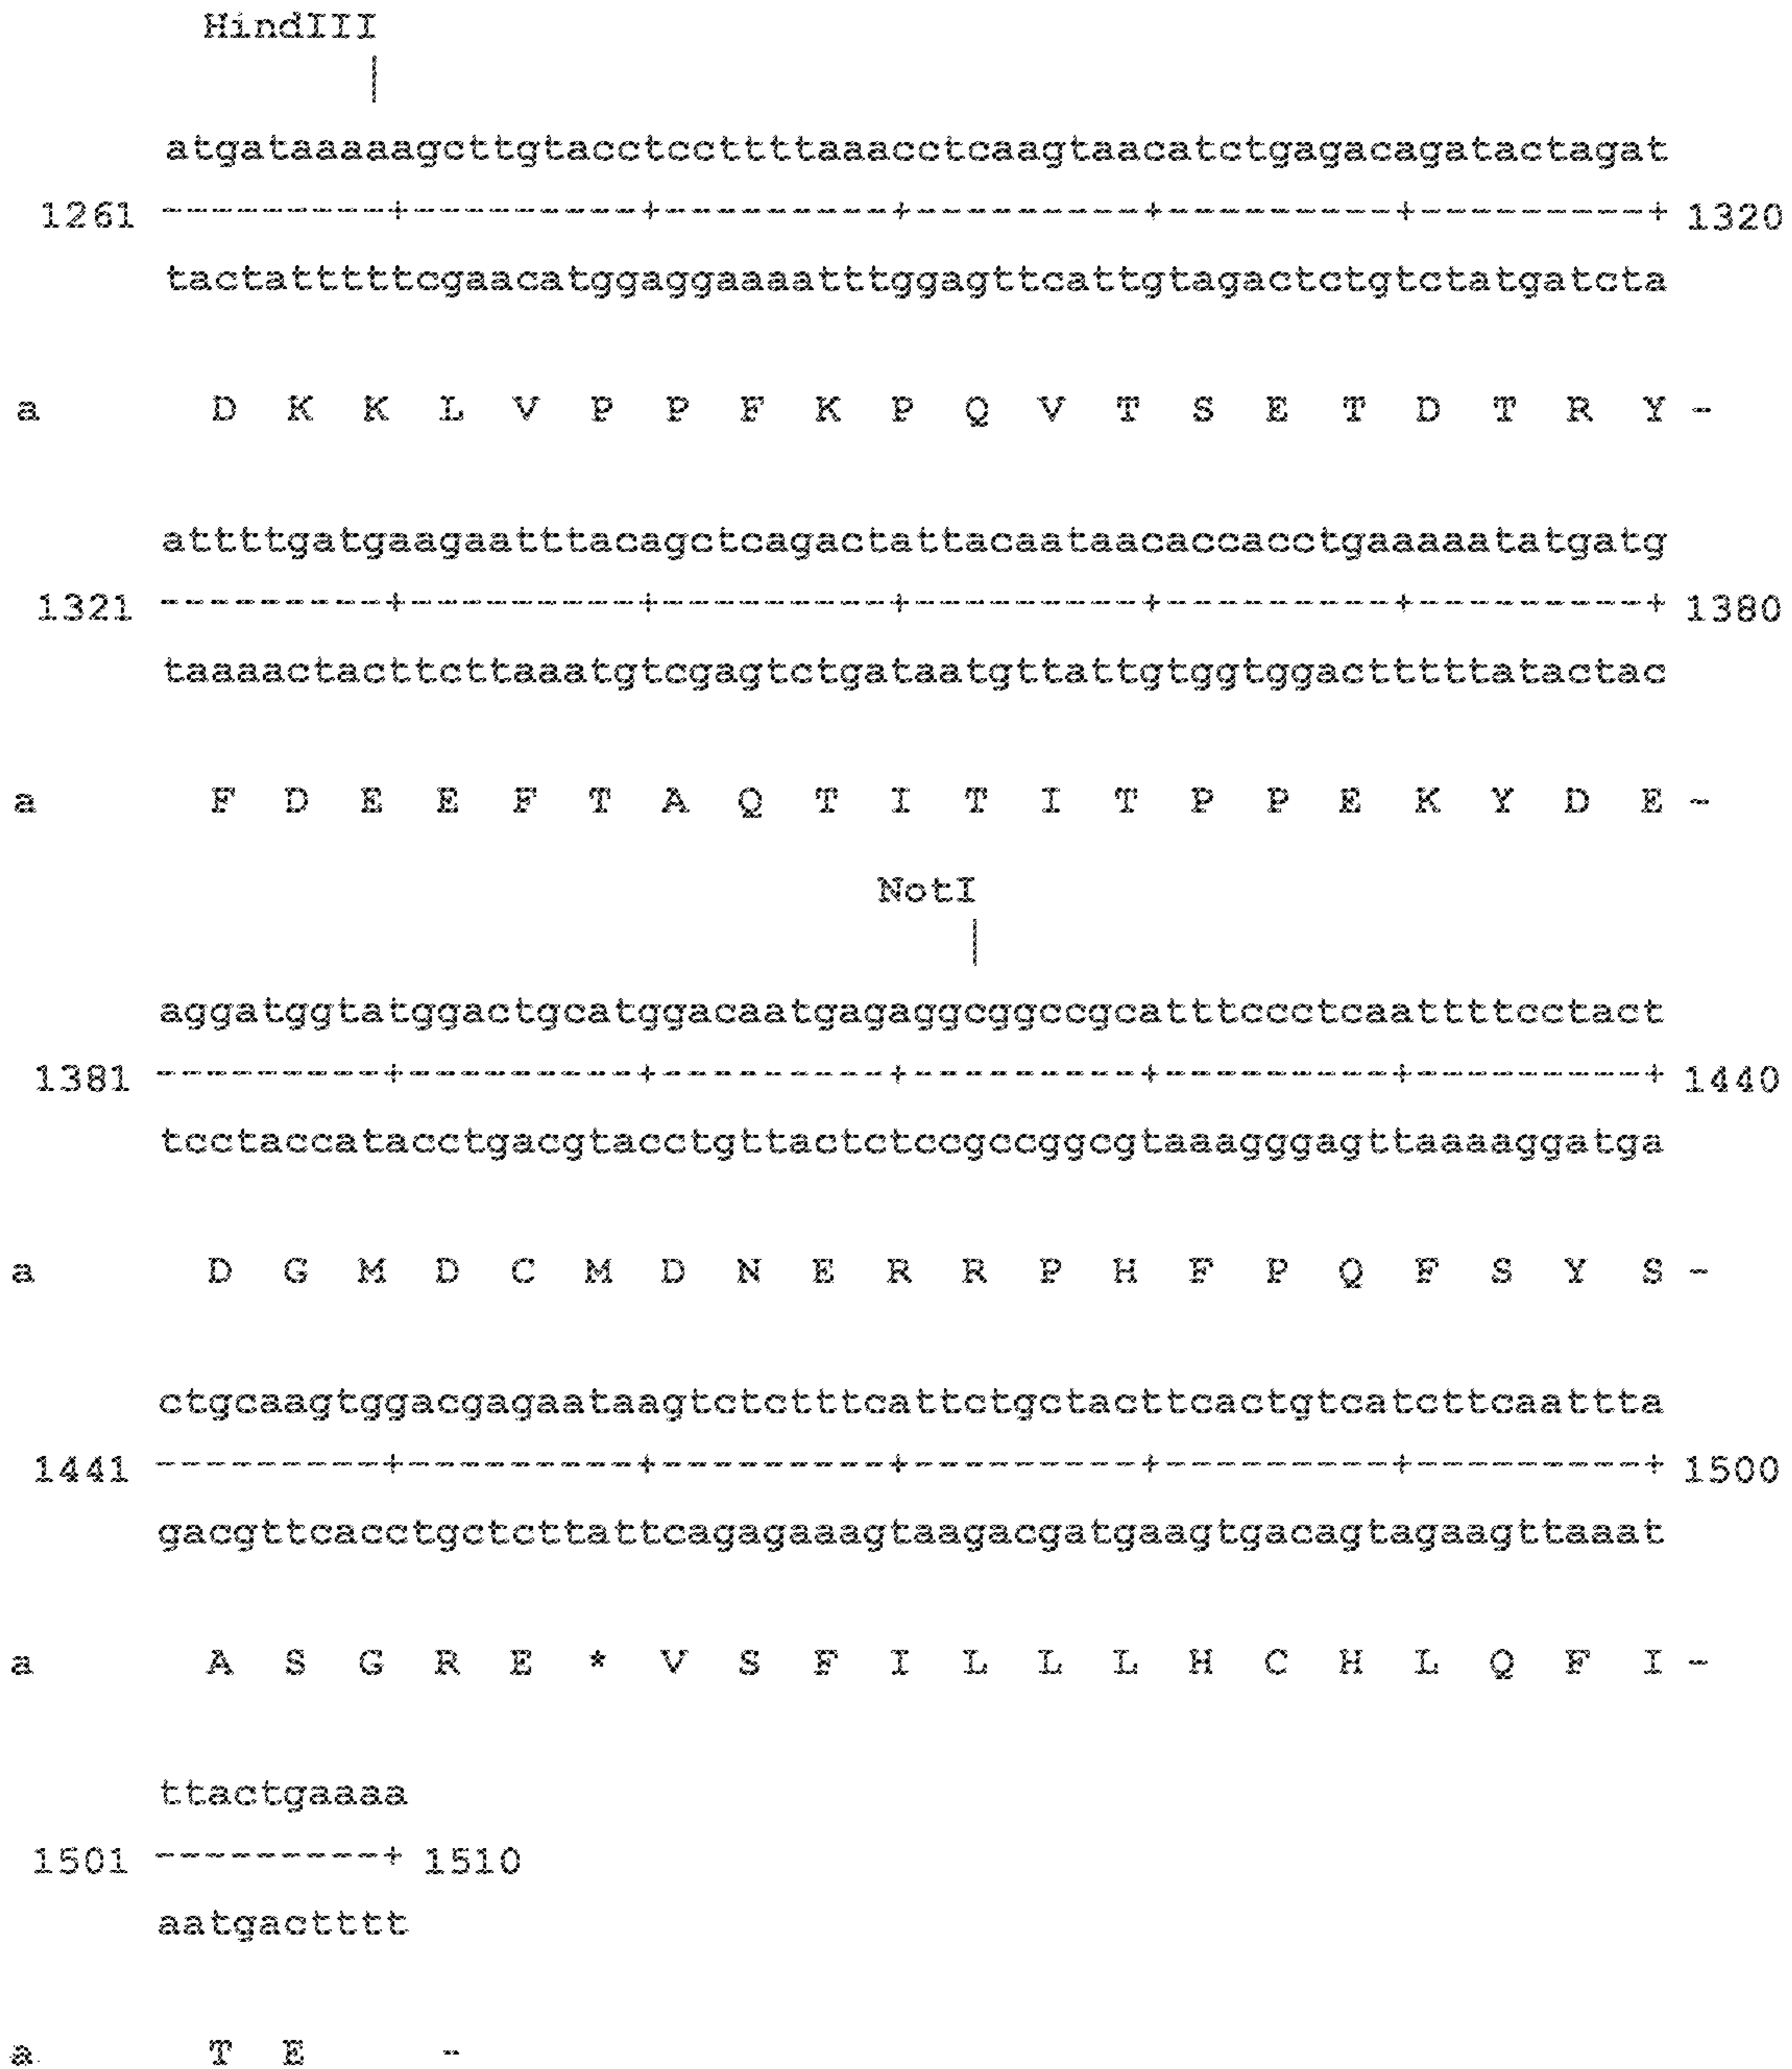 HindIII
|
atgataaaaagcttgtacctccttttaaacctcaagtaacatctgagacagatactagat
1261 ---------+---------+---------+---------+---------+---------+ 1320
tactatttttcgaacatggaggaaaatttggagttcattgtagactctgtctatgatcta
a D K K L V P P F K P Q V T S E T D T R Y -
attttgatgaagaatttacagctcagactattacaataacaccacctgaaaaatatgatg
1321 ---------+---------+---------+---------+---------+---------+ 1380
taaaactacttcttaaatgtcgagtctgataatgttattgtggtggactttttatactac
a F D E E F T A Q T I T I T P P E K Y D E -
NotI
|
aggatggtatggactgcatggacaatgagaggcggccgcatttccctcaattttcctact
1381 ---------+---------+---------+---------+---------+---------+ 1440
tcctaccatacctgacgtacctgttactctccgccggcgtaaagggagttaaaaggatga
a D G M D C M D N E R R P H F P Q F S Y S -
ctgcaagtggacgagaataagtctctttcattctgctacttcactgtcatcttcaattta
1441 ---------+---------+---------+---------+---------+---------+ 1500
gacgttcacctgctcttattcagagaaagtaagacgatgaagtgacagtagaagttaaat
a A S G R E * V S F I L L L H C H L Q F I -
ttactgaaaa
1501 ---------+ 1510
aatgactttt
a T E -